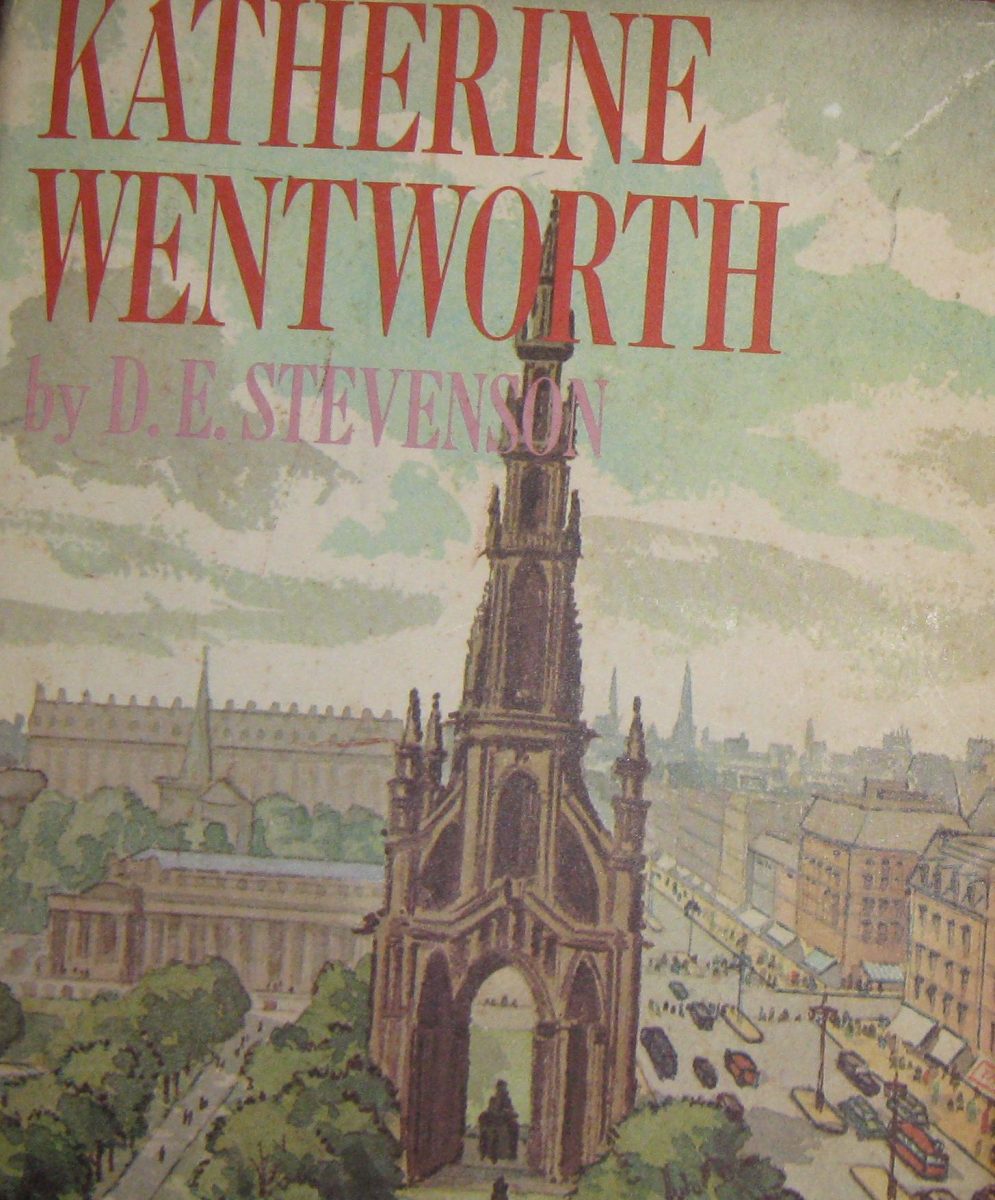 KATHERINE
WENTWORTH
by D. E. STEVENSON